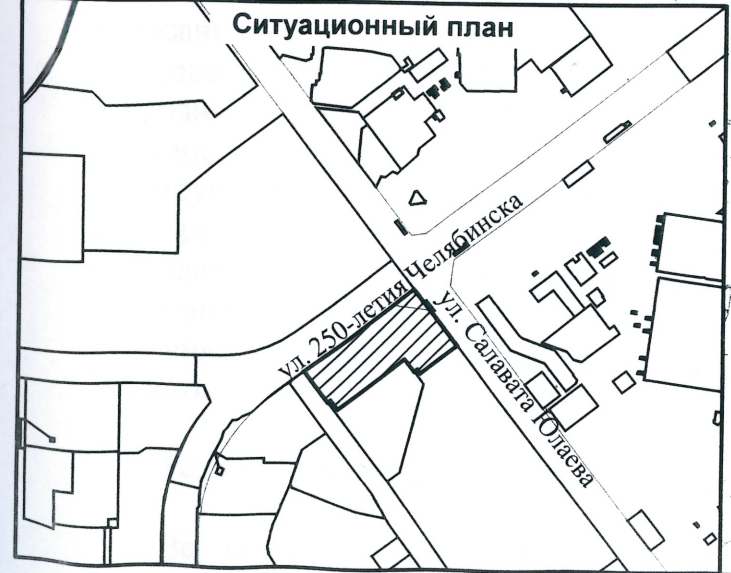 Ситуационный план
ул. 250-летия Челябинска
ул. Салавата Юлаева